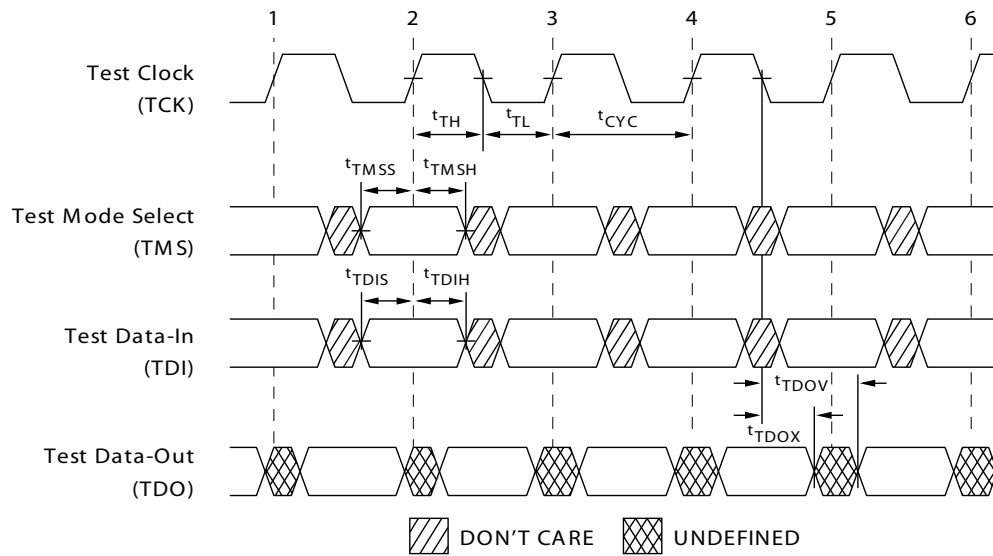 1 2 3 4 5 6
Test Clock
(TCK)
tTH tTL tCYC
tTMSS tTMSH
Test Mode Select
(TMS)
tTDIS tTDIH
Test Data-In
(TDI)
tTDOV
tTDOX
Test Data-Out
(TDO)
DON'T CARE UNDEFINED